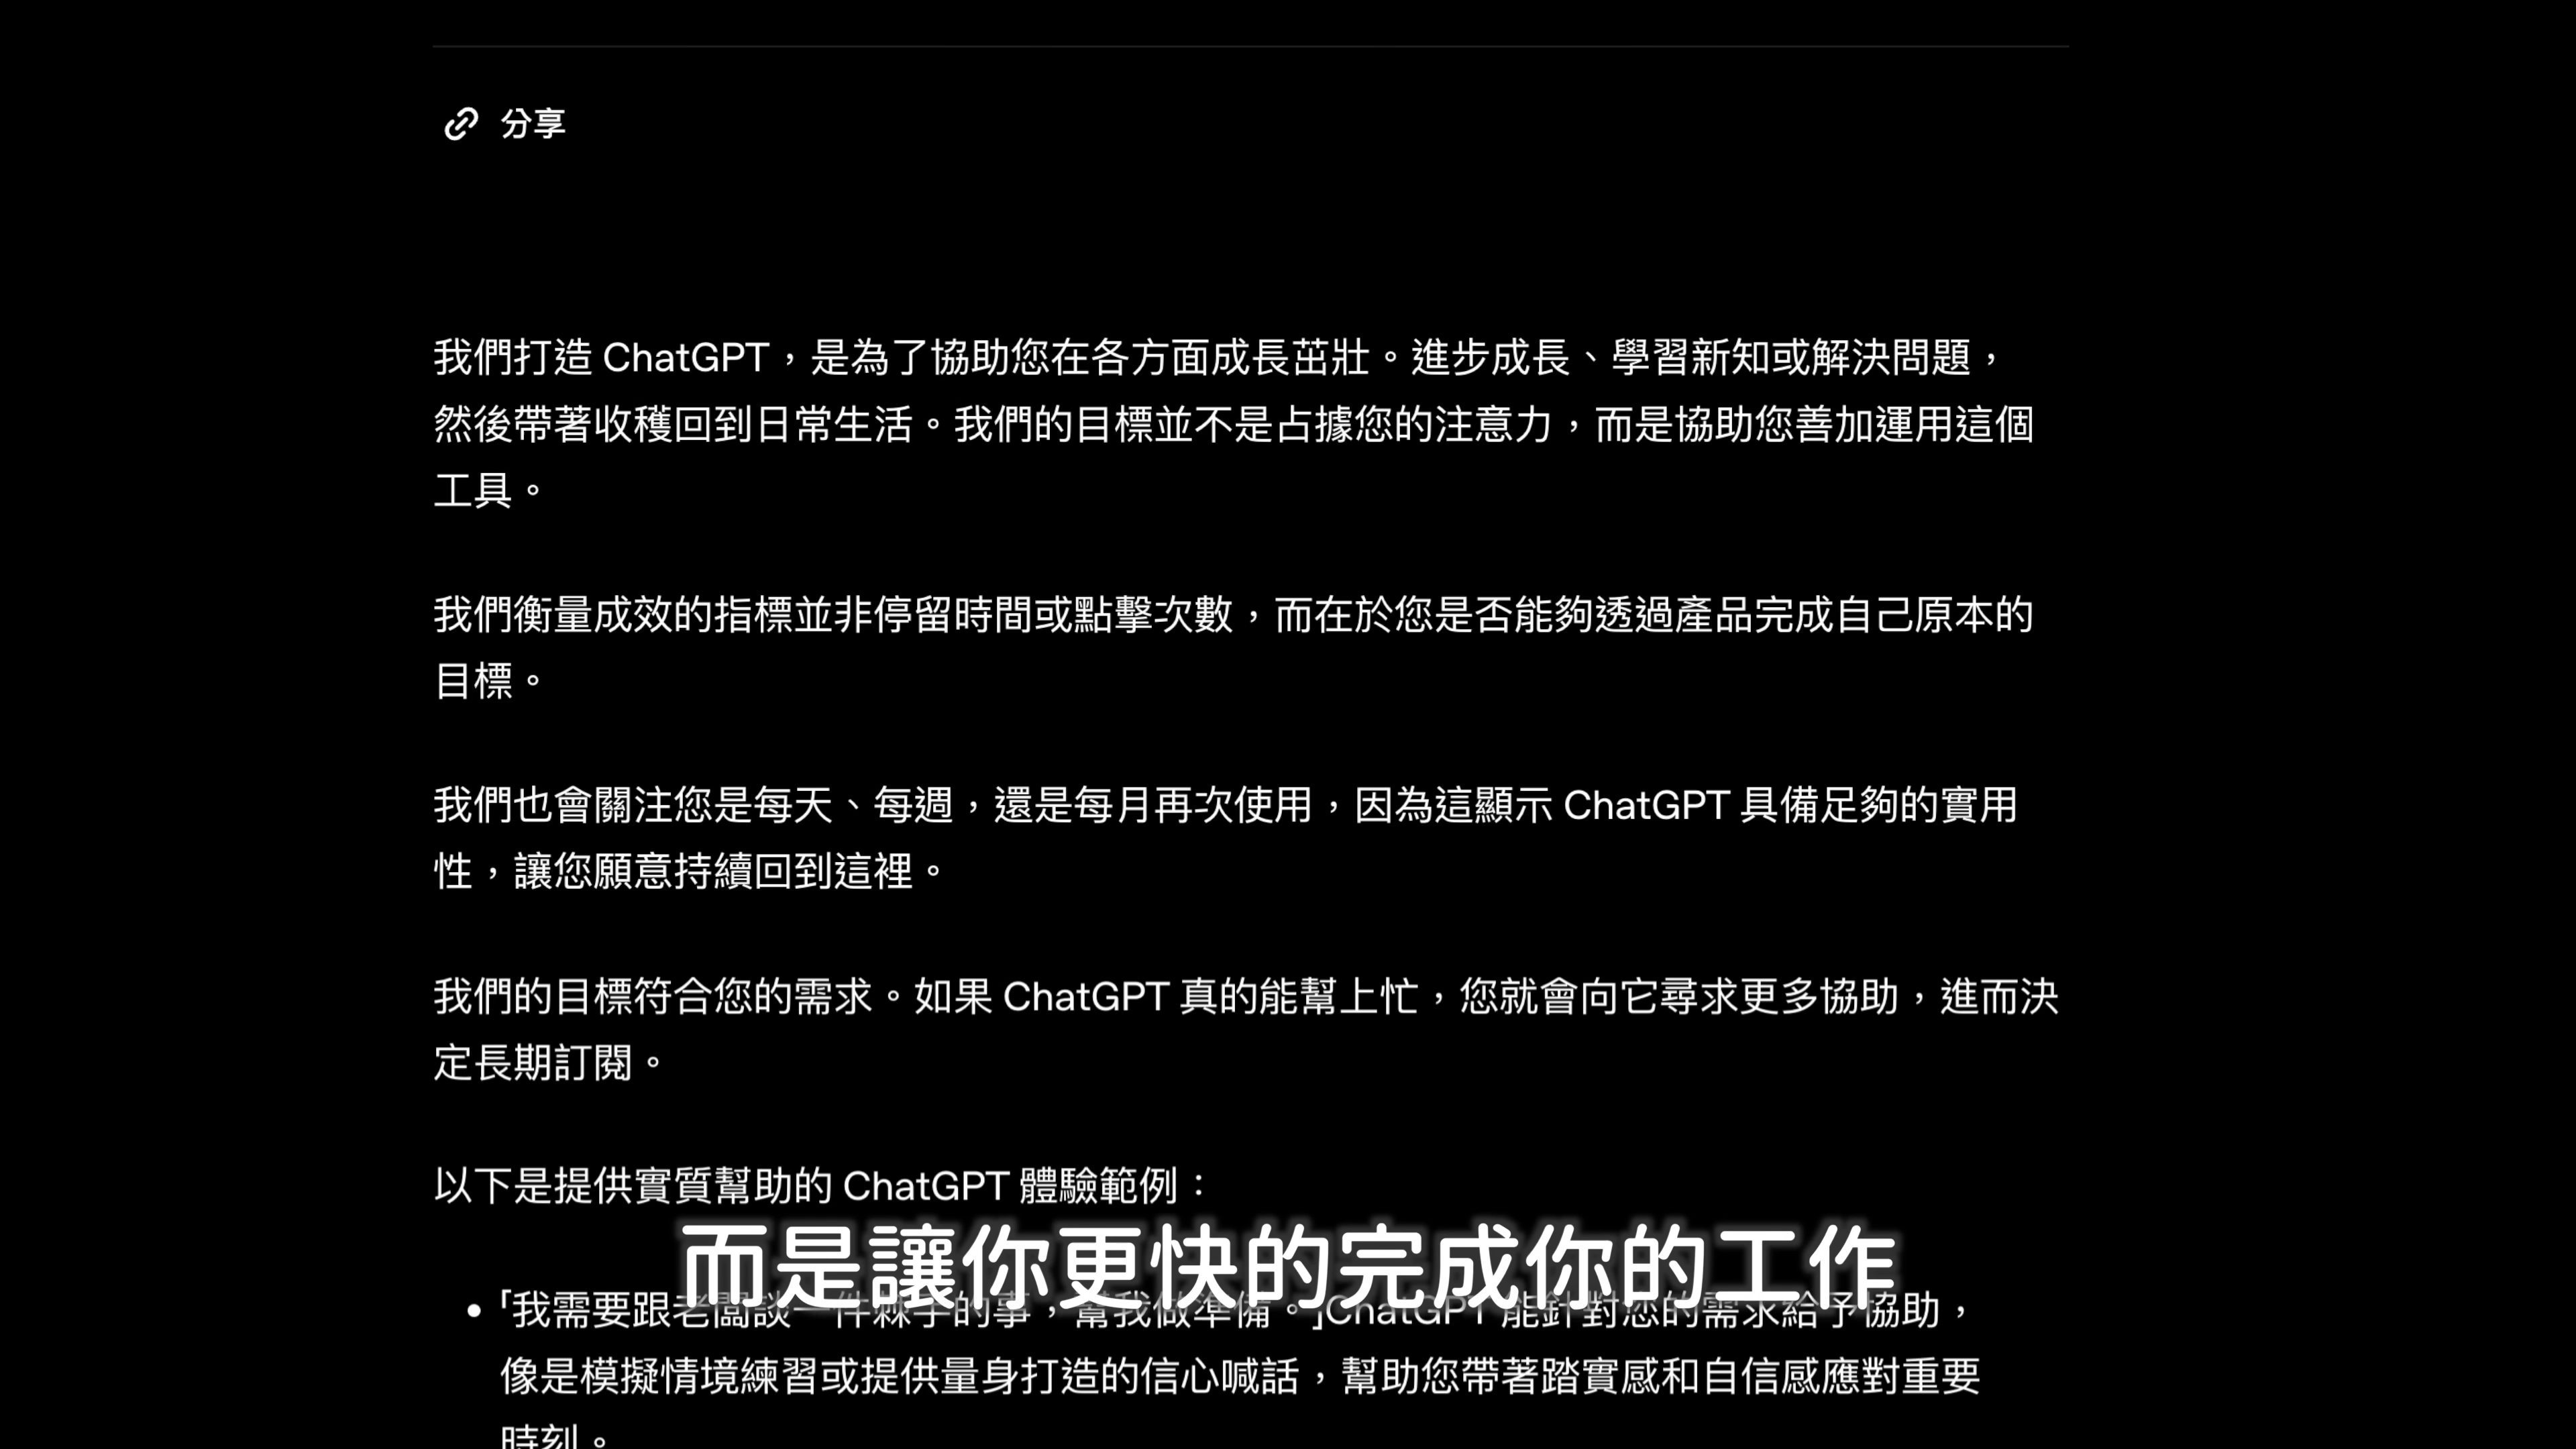 分享
我們打造 ChatGPT，是為了協助您在各方面成長茁壯。進步成長、學習新知或解決問題，
然後帶著收穫回到日常生活。我們的目標並不是占據您的注意力，而是協助您善加運用這個
工具。
我們衡量成效的指標並非停留時間或點擊次數，而在於您是否能夠透過產品完成自己原本的
目標。
我們也會關注您是每天、每週，還是每月再次使用，因為這顯示 ChatGPT 具備足夠的實用
性，讓您願意持續回到這裡。
我們的目標符合您的需求。如果 ChatGPT 真的能幫上忙，您就會向它尋求更多協助，進而決
定長期訂閱。
以下是提供實質幫助的 ChatGPT 體驗範例：
而是讓你更快的完成你的工作
•「我需要跟老闆談一件棘手的事，幫我做準備。」ChatGPT 能針對您的需求給予協助，
像是模擬情境練習或提供量身打造的信心喊話，幫助您帶著踏實感和自信感應對重要
時刻。